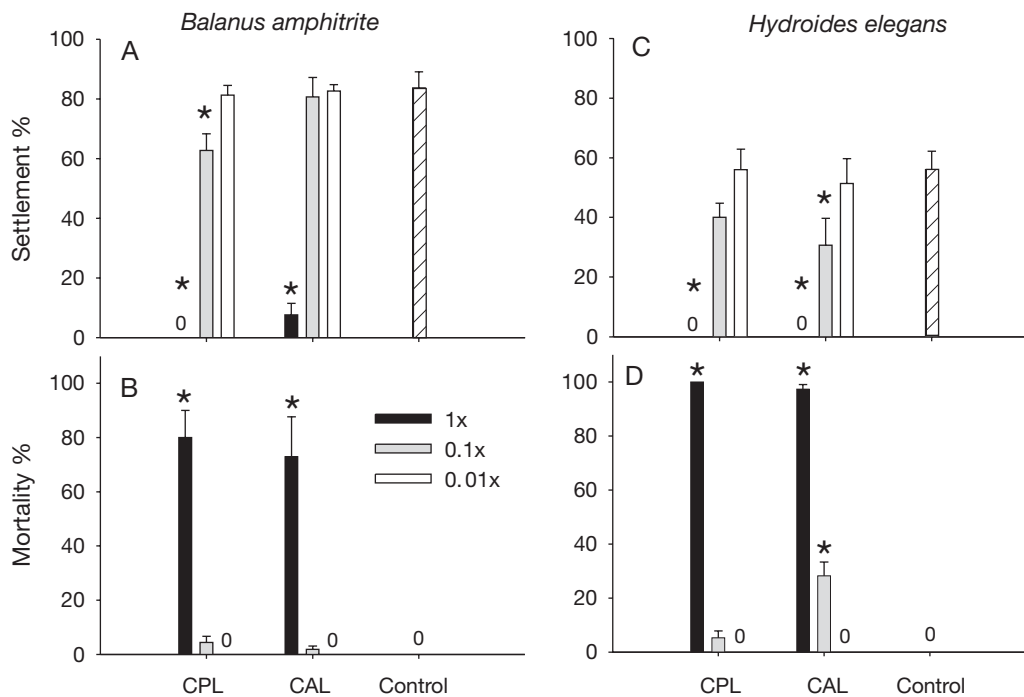 Balanus amphitrite
Hydroides elegans
A
Settlement %
100
80
60
40
20
0
*
0
*
*
C
100
80
60
40
20
0
*
0
*
0
*
B
Mortality %
100
80
60
40
20
0
*
0
*
0
0
1x
0.1x
0.01x
CPL
CAL
Control
D
100
80
60
40
20
0
*
0
*
*
0
0
CPL
CAL
Control